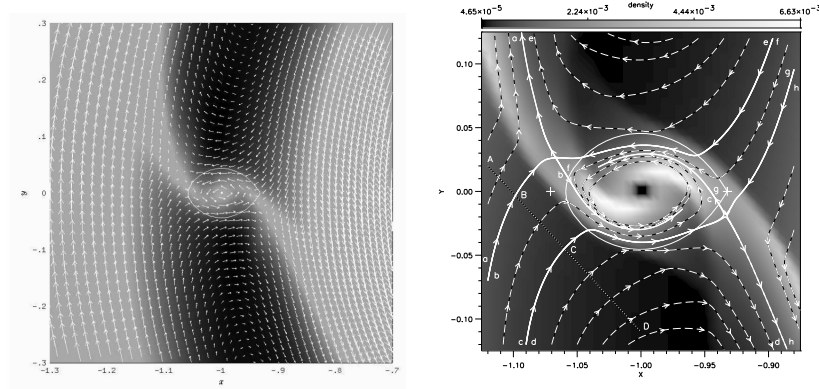 .3
.2
.1
0
-.1
-.2
-.3
y
-1.3 -1.2 -1.1 -1 -.9 -.8 -.7
x
density
4.65×10⁻⁵ 2.24×10⁻³ 4.44×10⁻³ 6.63×10⁻³
a e e f
g
h
0.10
0.05
0.00
-0.05
-0.10
Y
A
B
C
D
f
b
g
c
a
b
c d d h
-1.10 -1.05 -1.00 -0.95 -0.90
X